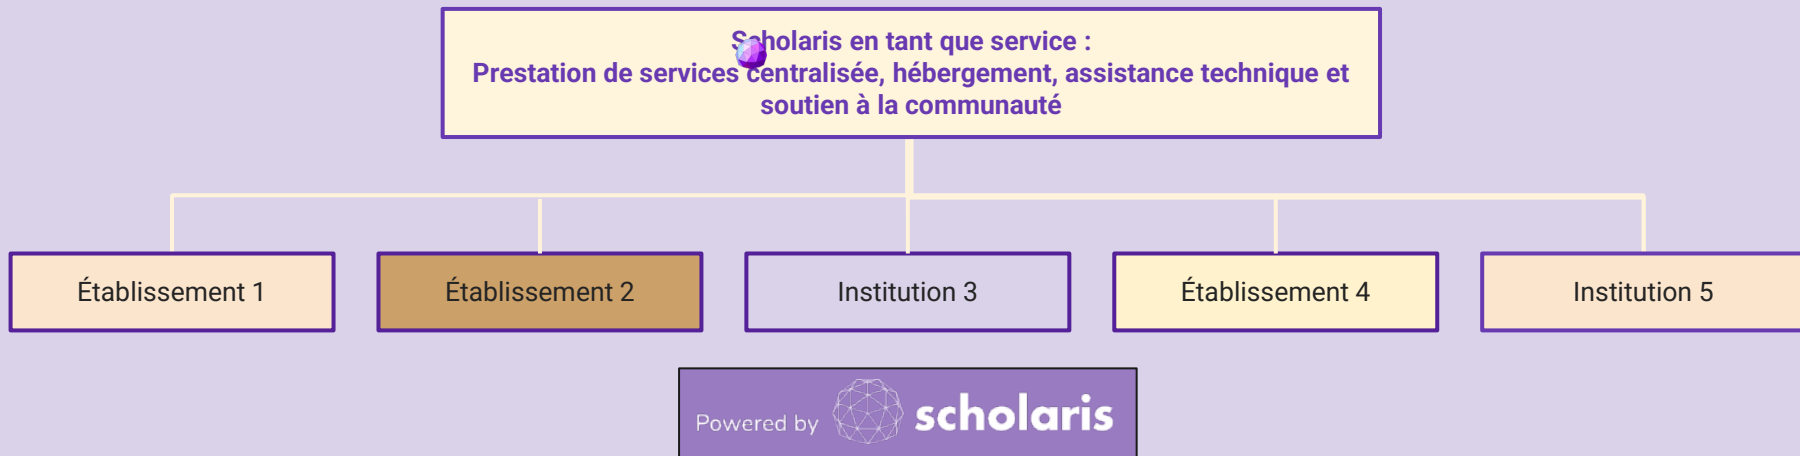 Scholaris en tant que service :
Prestation de services centralisée, hébergement, assistance technique et
soutien à la communauté
Établissement 1
Établissement 2
Institution 3
Établissement 4
Institution 5
Powered by scholaris